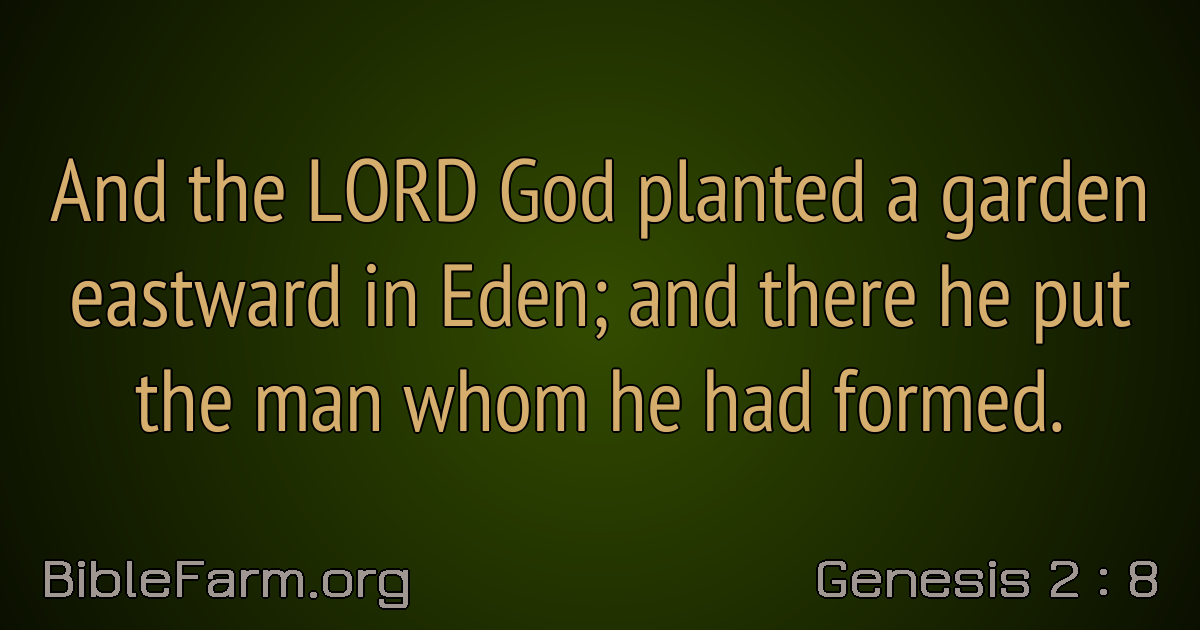 And the LORD God planted a garden
eastward in Eden; and there he put
the man whom he had formed.
BibleFarm.org
Genesis 2 : 8